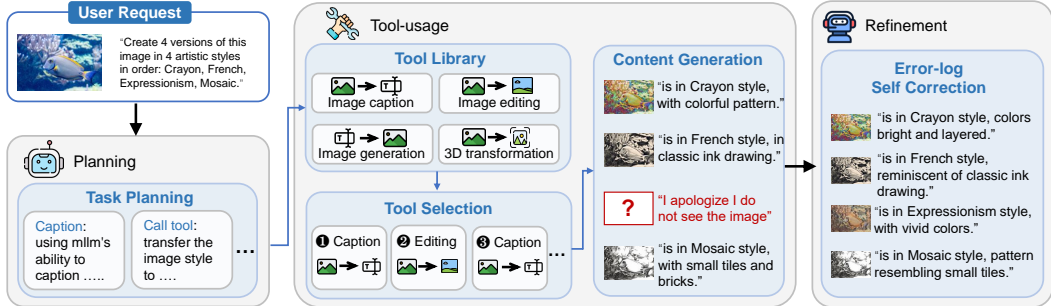 User Request
“Create 4 versions of this
image in 4 artistic styles
in order: Crayon, French,
Expressionism, Mosaic.”
Planning
Task Planning
Caption:
using mllm's
ability to
caption …..
Call tool:
transfer the
image style
to ….
...
Tool-usage
Tool Library
Image caption
Image editing
Image generation
3D transformation
Tool Selection
❶ Caption
❷ Editing
❸ Caption
...
Content Generation
“is in Crayon style,
with colorful pattern.”
“is in French style, in
classic ink drawing.”
?
“I apologize I do
not see the image”
“is in Mosaic style,
with small tiles and
bricks.”
Refinement
Error-log
Self Correction
“is in Crayon style, colors
bright and layered.”
“is in French style,
reminiscent of classic ink
drawing.”
“is in Expressionism style,
with vivid colors.”
“is in Mosaic style, pattern
resembling small tiles.”